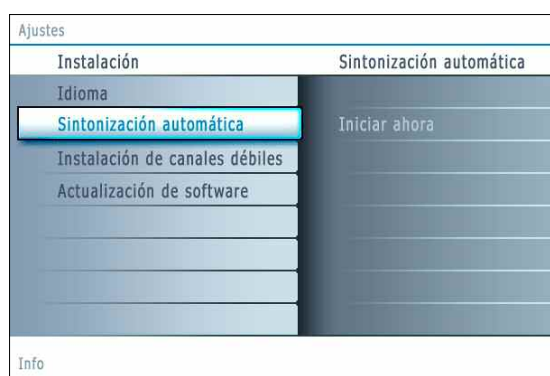 Ajustes
Instalación
Sintonización automática
Idioma
Sintonización automática
Iniciar ahora
Instalación de canales débiles
Actualización de software
Info